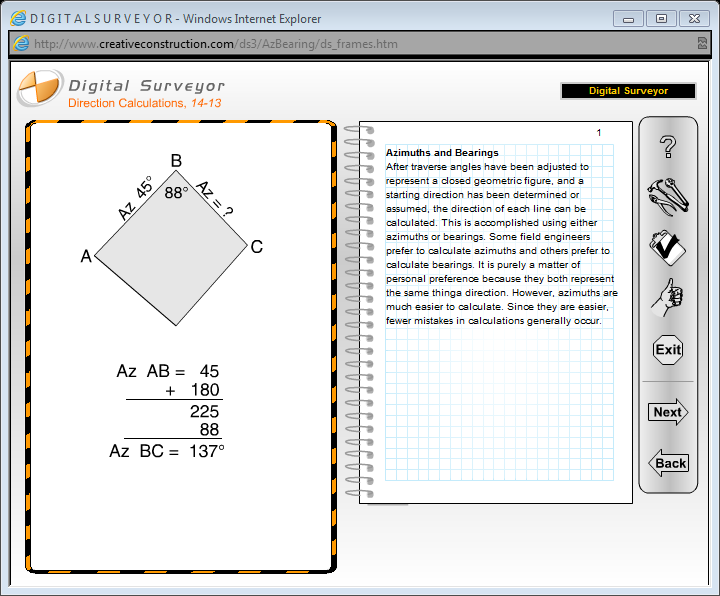 D I G I T A L S U R V E Y O R - Windows Internet Explorer
http://www.creativeconstruction.com/ds3/AzBearing/ds_frames.htm
Digital Surveyor
Direction Calculations, 14-13
Digital Surveyor
B
Az 45°
88°
Az = ?
A
C
Az AB = 45
+ 180
225
88
Az BC = 137°
1
Azimuths and Bearings
After traverse angles have been adjusted to
represent a closed geometric figure, and a
starting direction has been determined or
assumed, the direction of each line can be
calculated. This is accomplished using either
azimuths or bearings. Some field engineers
prefer to calculate azimuths and others prefer to
calculate bearings. It is purely a matter of
personal preference because they both represent
the same thinga direction. However, azimuths are
much easier to calculate. Since they are easier,
fewer mistakes in calculations generally occur.
?
Exit
Next
Back